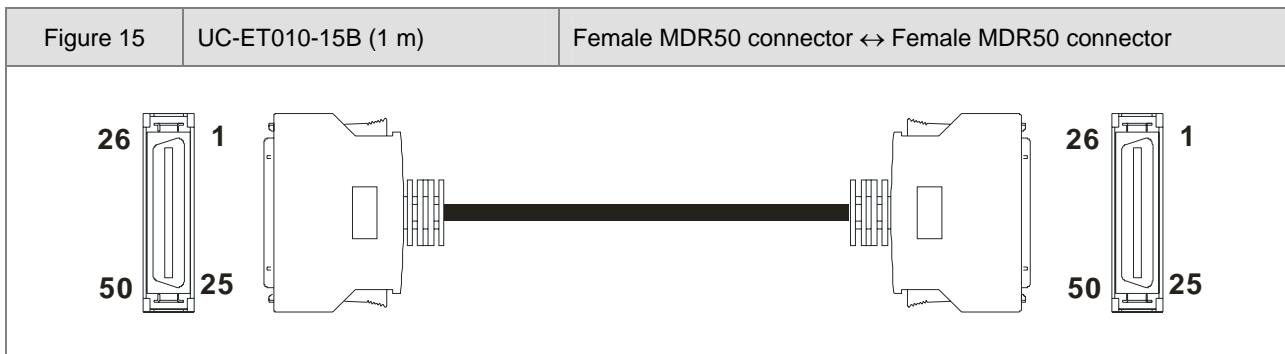 Figure 15 UC-ET010-15B (1 m) Female MDR50 connector ↔ Female MDR50 connector
26 1 26 1
50 25 50 25